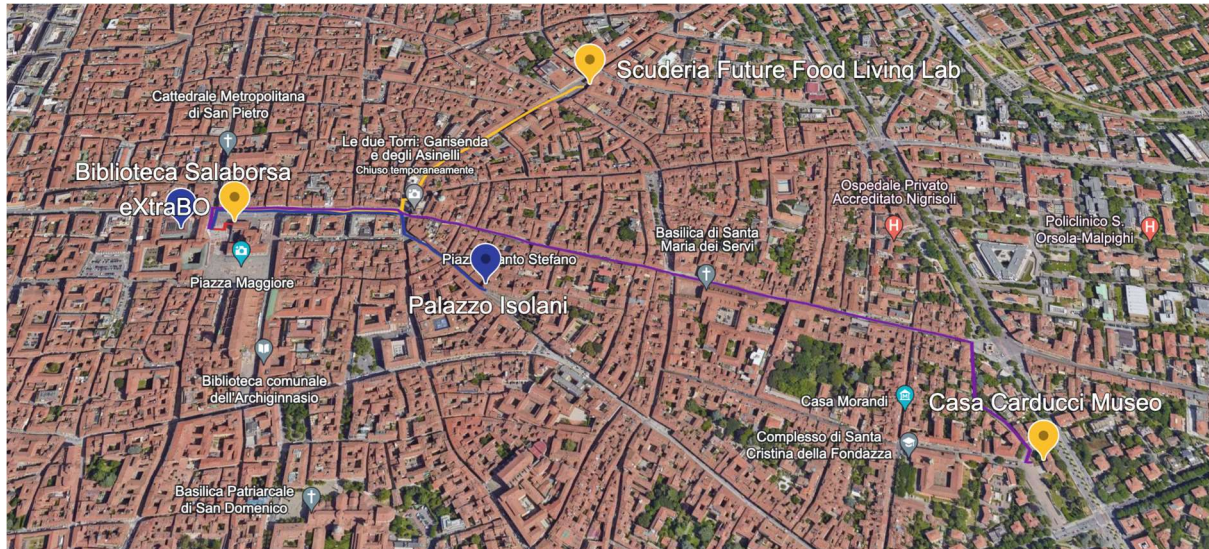 Scuderia Future Food Living Lab
Cattedrale Metropolitana
di San Pietro
Le due Torri: Garisenda
e degli Asinelli
Chiuso temporaneamente
Biblioteca Salaborsa
eXtraBO
Ospedale Privato
Accreditato Nigrisoli
Policlinico S.
Orsola-Malpighi
Basilica di Santa
Maria dei Servi
Piazza Santo Stefano
Piazza Maggiore
Palazzo Isolani
Biblioteca comunale
dell'Archiginnasio
Casa Morandi
Casa Carducci Museo
Complesso di Santa
Cristina della Fondazza
Basilica Patriarcale
di San Domenico